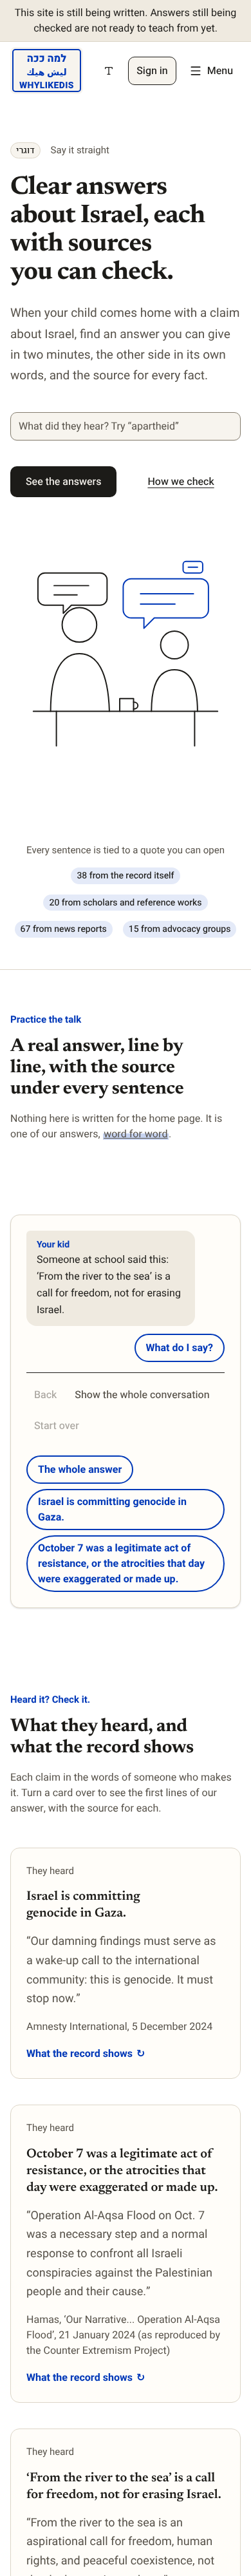 This site is still being written. Answers still being
checked are not ready to teach from yet.
למה ככה
ليش هيك
WHYLIKEDIS
T
Sign in
Menu
דוגרי
Say it straight
Clear answers
about Israel, each
with sources
you can check.
When your child comes home with a claim
about Israel, find an answer you can give
in two minutes, the other side in its own
words, and the source for every fact.
What did they hear? Try “apartheid”
See the answers
How we check
Every sentence is tied to a quote you can open
38 from the record itself
20 from scholars and reference works
67 from news reports
15 from advocacy groups
Practice the talk
A real answer, line by
line, with the source
under every sentence
Nothing here is written for the home page. It is
one of our answers, word for word.
Your kid
Someone at school said this:
‘From the river to the sea’ is a
call for freedom, not for erasing
Israel.
What do I say?
Back
Show the whole conversation
Start over
The whole answer
Israel is committing genocide in
Gaza.
October 7 was a legitimate act of
resistance, or the atrocities that day
were exaggerated or made up.
Heard it? Check it.
What they heard, and
what the record shows
Each claim in the words of someone who makes
it. Turn a card over to see the first lines of our
answer, with the source for each.
They heard
Israel is committing
genocide in Gaza.
“Our damning findings must serve as
a wake-up call to the international
community: this is genocide. It must
stop now.”
Amnesty International, 5 December 2024
What the record shows ↻
They heard
October 7 was a legitimate act of
resistance, or the atrocities that
day were exaggerated or made up.
“Operation Al-Aqsa Flood on Oct. 7
was a necessary step and a normal
response to confront all Israeli
conspiracies against the Palestinian
people and their cause.”
Hamas, ‘Our Narrative... Operation Al-Aqsa
Flood’, 21 January 2024 (as reproduced by
the Counter Extremism Project)
What the record shows ↻
They heard
‘From the river to the sea’ is a call
for freedom, not for erasing Israel.
“From the river to the sea is an
aspirational call for freedom, human
rights, and peaceful coexistence, not